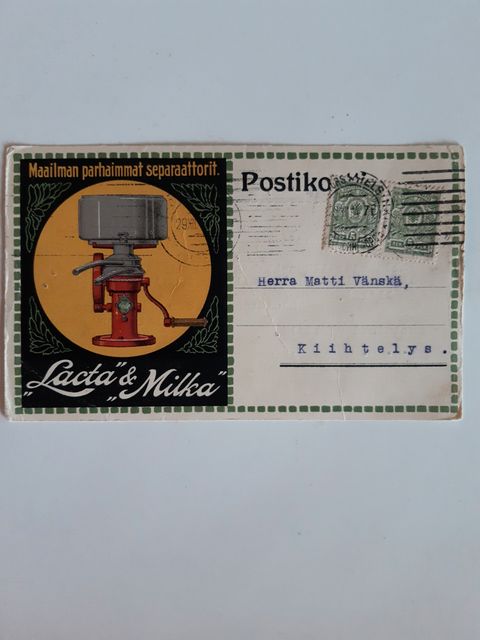 Maailman parhaimmat separaattorit.
„Lacta" & „Milka"
Postiko
Herra Matti Vänskä,
Kiihtelys.